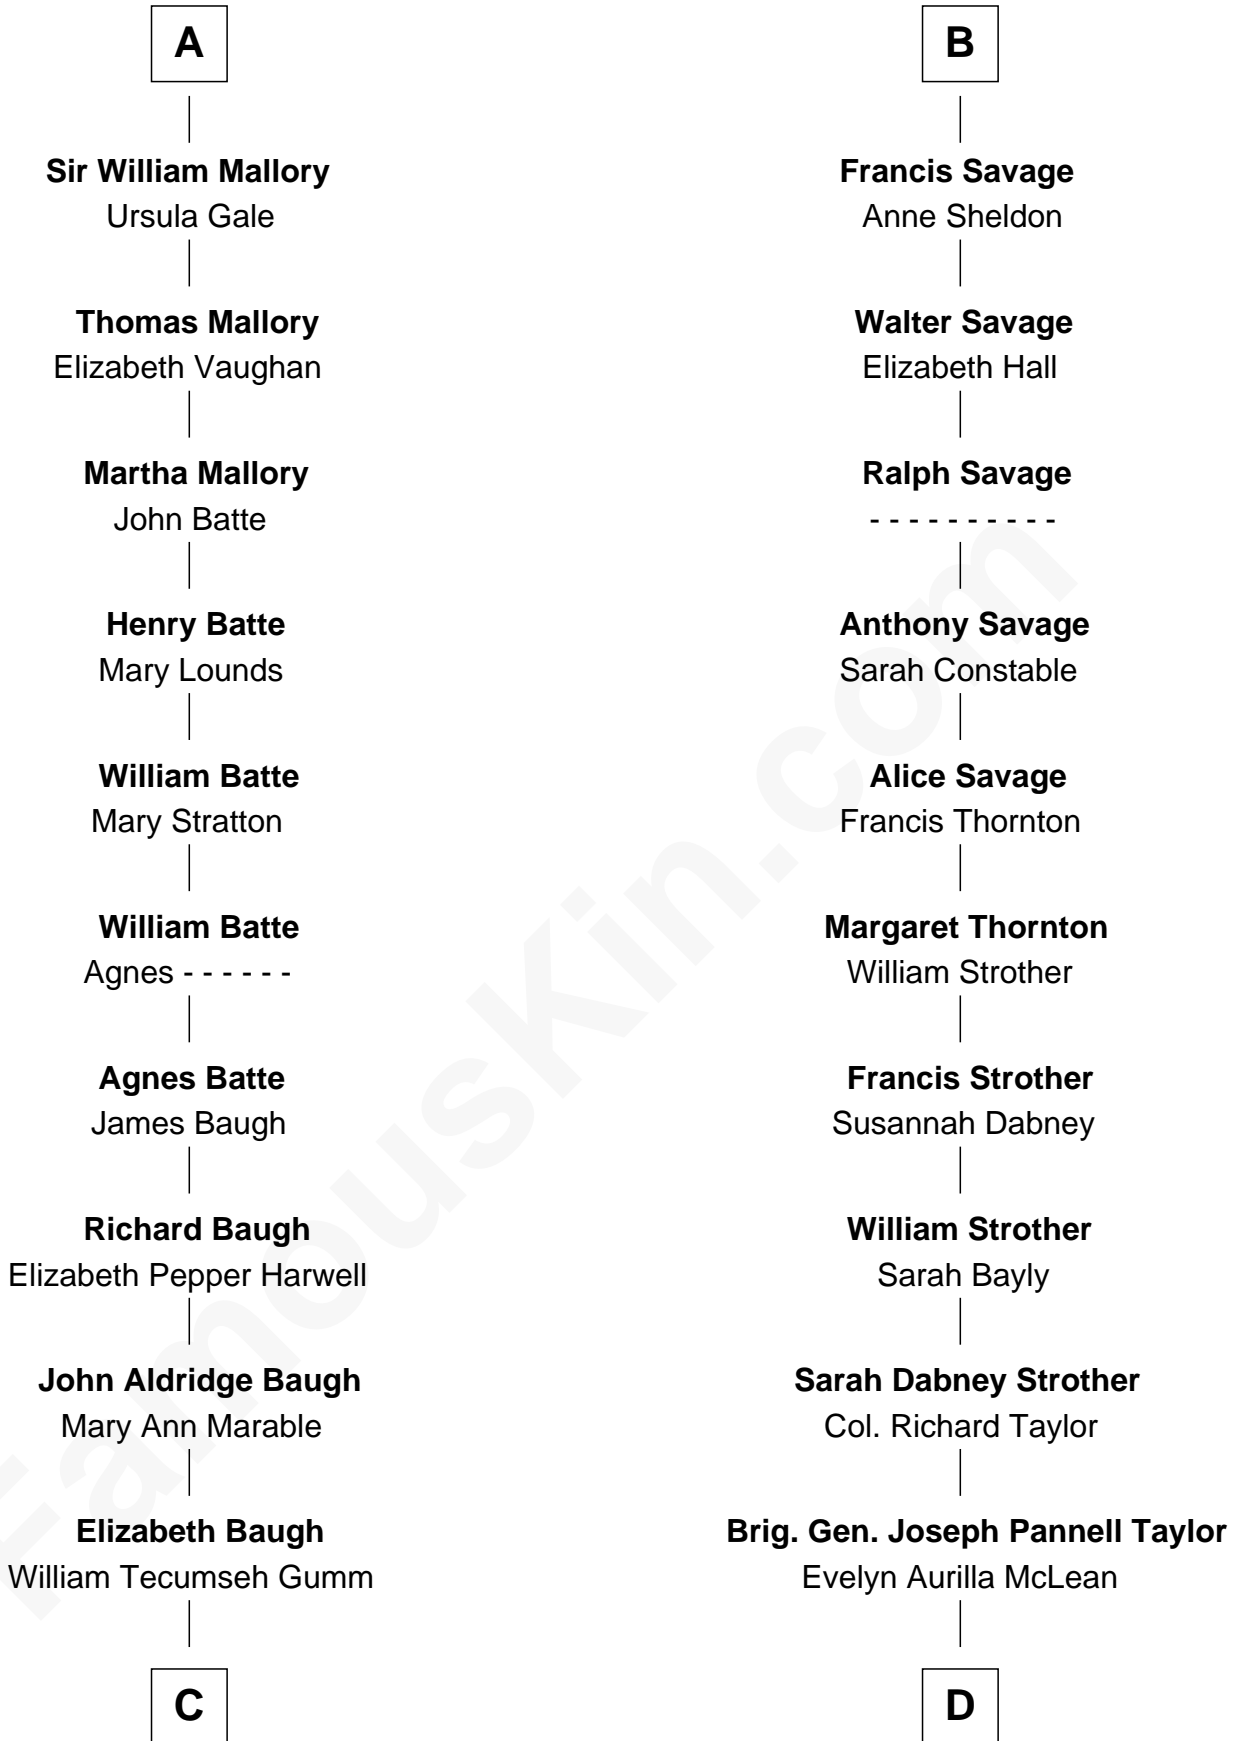 A
Sir William Mallory
Ursula Gale
Thomas Mallory
Elizabeth Vaughan
Martha Mallory
John Batte
Henry Batte
Mary Lounds
William Batte
Mary Stratton
William Batte
Agnes - - - - - -
Agnes Batte
James Baugh
Richard Baugh
Elizabeth Pepper Harwell
John Aldridge Baugh
Mary Ann Marable
Elizabeth Baugh
William Tecumseh Gumm
C
B
Francis Savage
Anne Sheldon
Walter Savage
Elizabeth Hall
Ralph Savage
- - - - - - - - - -
Anthony Savage
Sarah Constable
Alice Savage
Francis Thornton
Margaret Thornton
William Strother
Francis Strother
Susannah Dabney
William Strother
Sarah Bayly
Sarah Dabney Strother
Col. Richard Taylor
Brig. Gen. Joseph Pannell Taylor
Evelyn Aurilla McLean
D
FamousKin.com